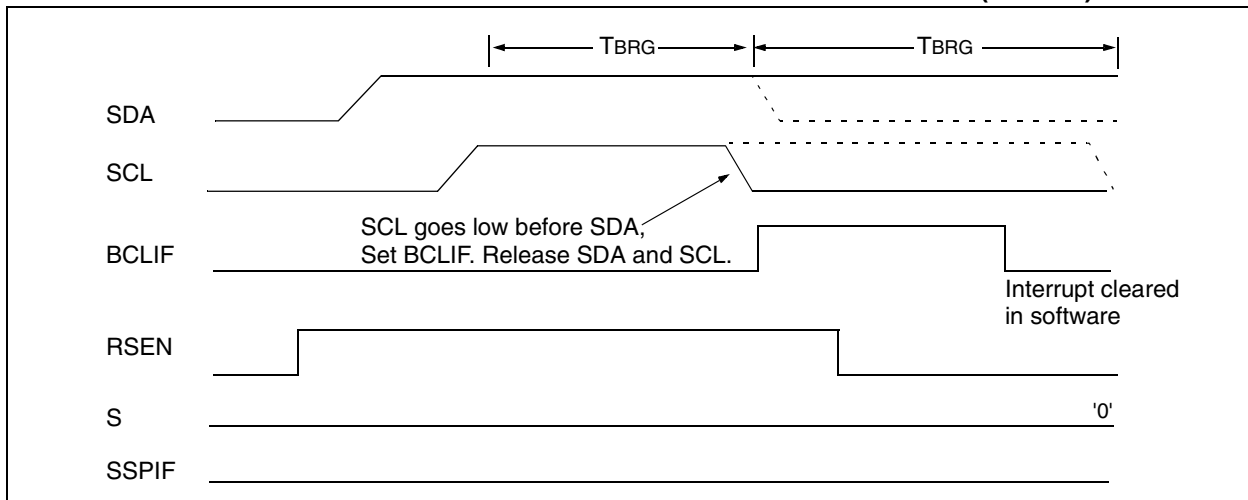 TBRG TBRG
SDA
SCL
SCL goes low before SDA,
Set BCLIF. Release SDA and SCL.
BCLIF
Interrupt cleared
in software
RSEN
S '0'
SSPIF